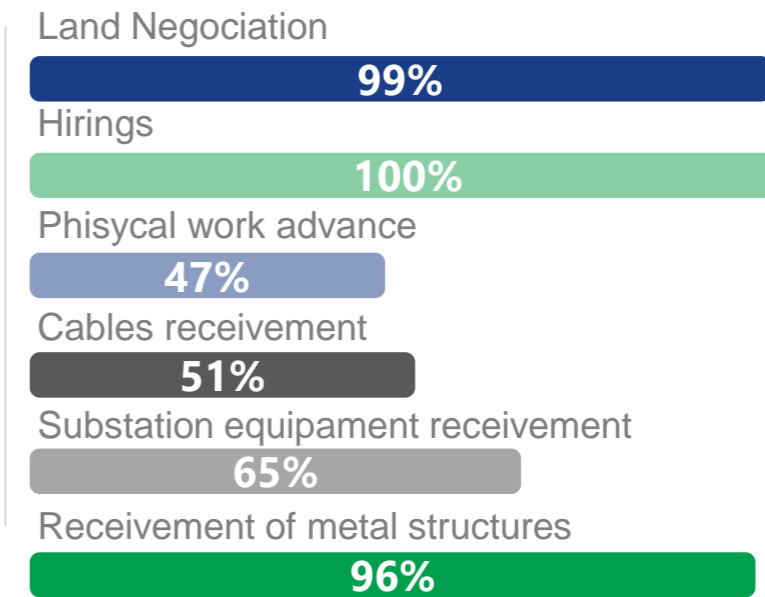 Land Negociation
99%
Hirings
100%
Phisycal work advance
47%
Cables receivement
51%
Substation equipament receivement
65%
Receivement of metal structures
96%